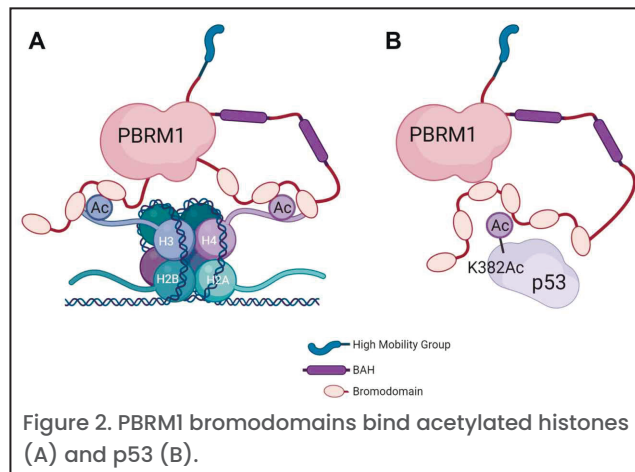 A
B
PBRM1
PBRM1
Ac
Ac
Ac
H3
H4
H2B
H2A
K382Ac
p53
High Mobility Group
BAH
Bromodomain
Figure 2. PBRM1 bromodomains bind acetylated histones
(A) and p53 (B).